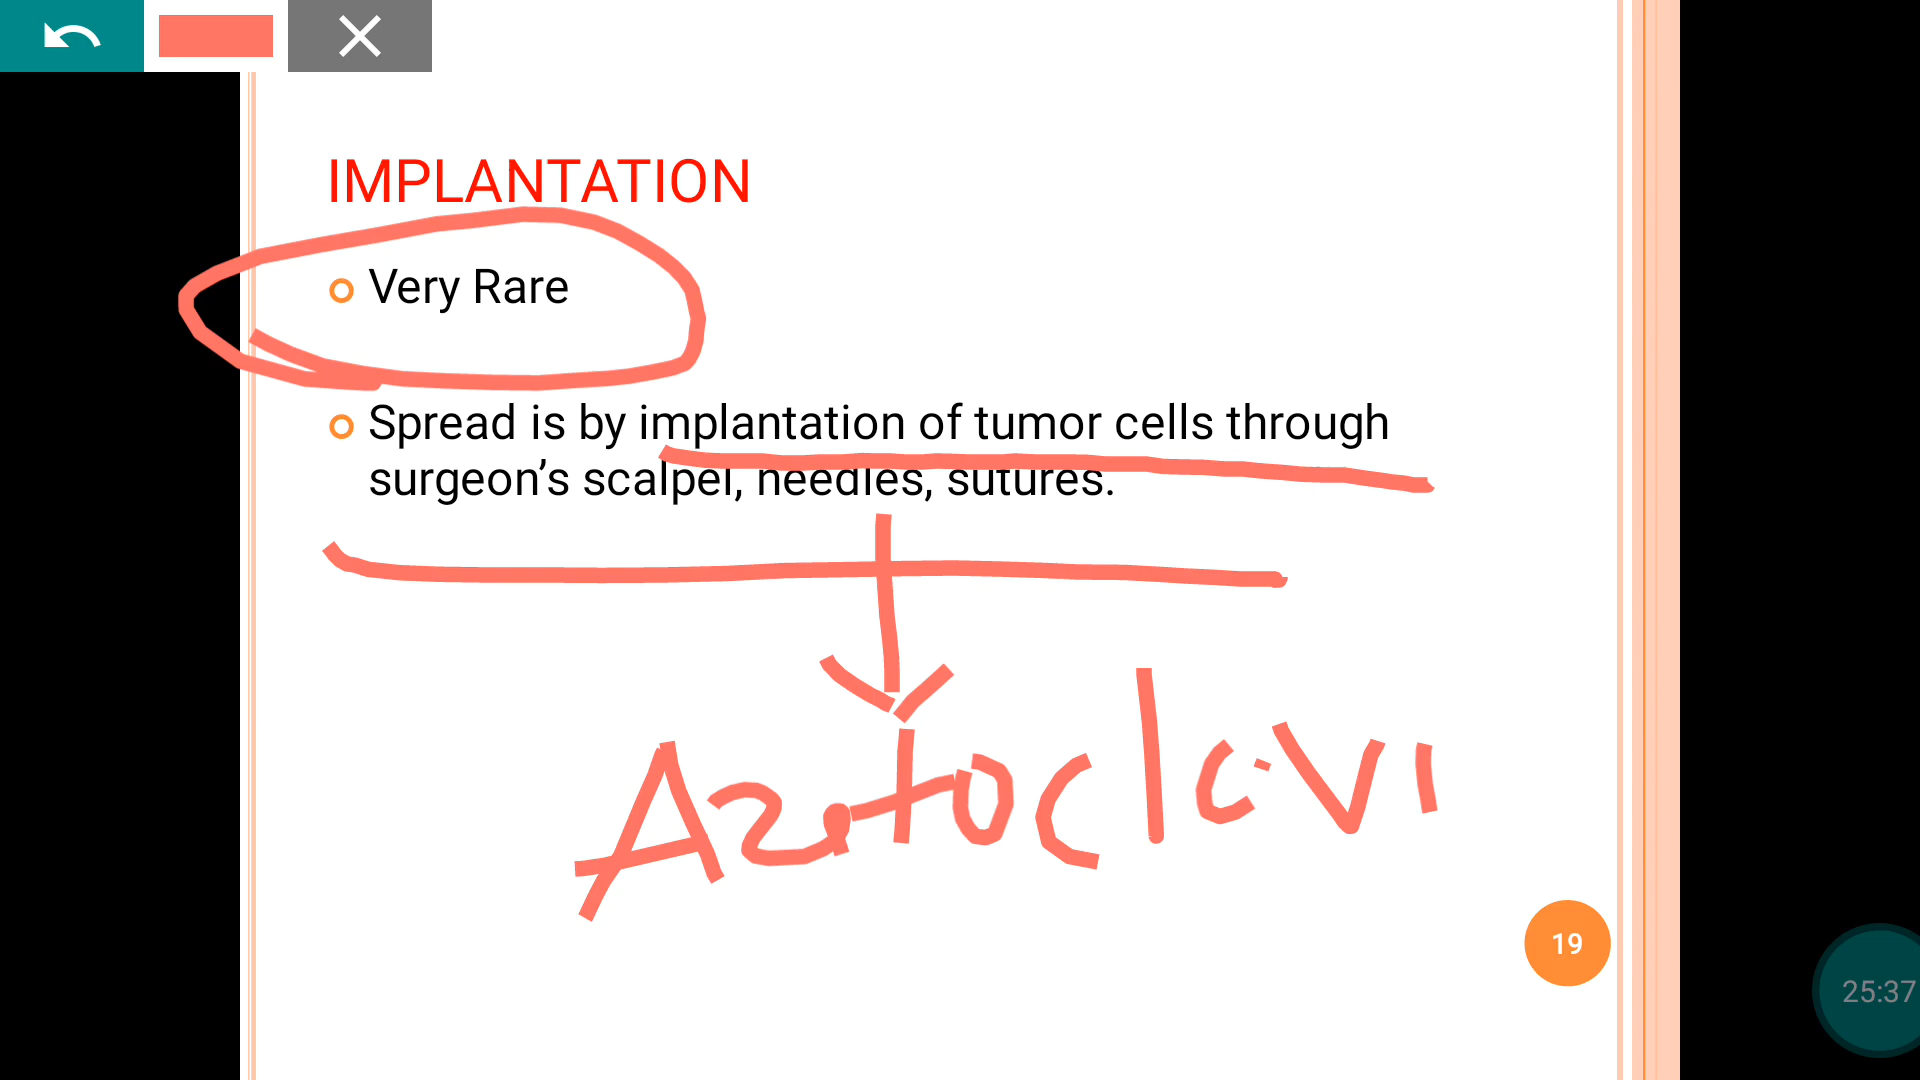 IMPLANTATION
Very Rare
Spread is by implantation of tumor cells through
surgeon's scalpel, needles, sutures.
19
25:37